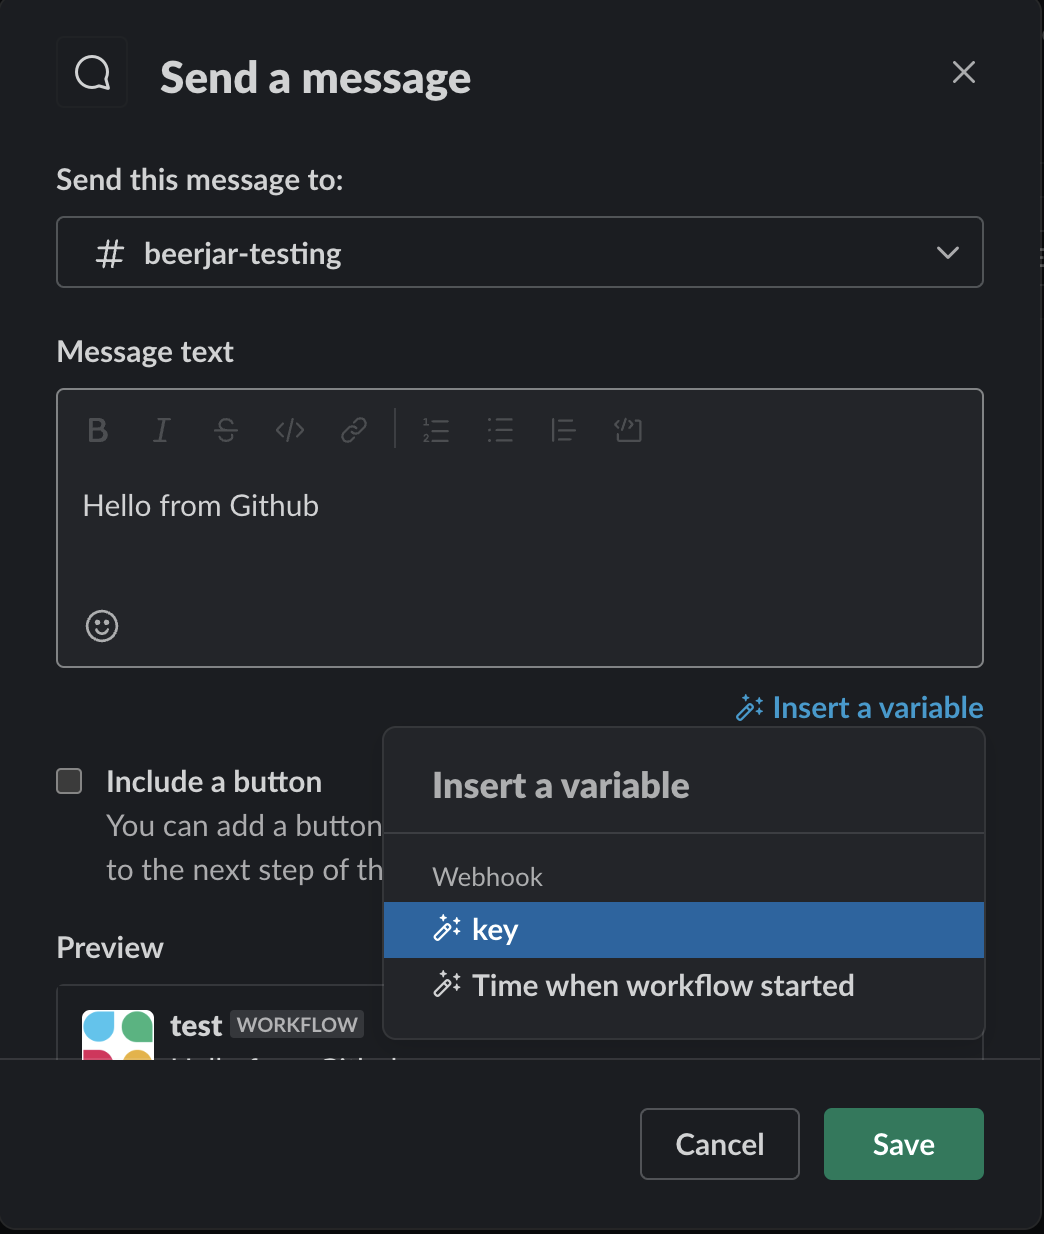 Send a message
Send this message to:
# beerjar-testing
Message text
Hello from Github
Insert a variable
Include a button
You can add a button
to the next step of th
Insert a variable
Webhook
key
Time when workflow started
Preview
test WORKFLOW
Cancel
Save